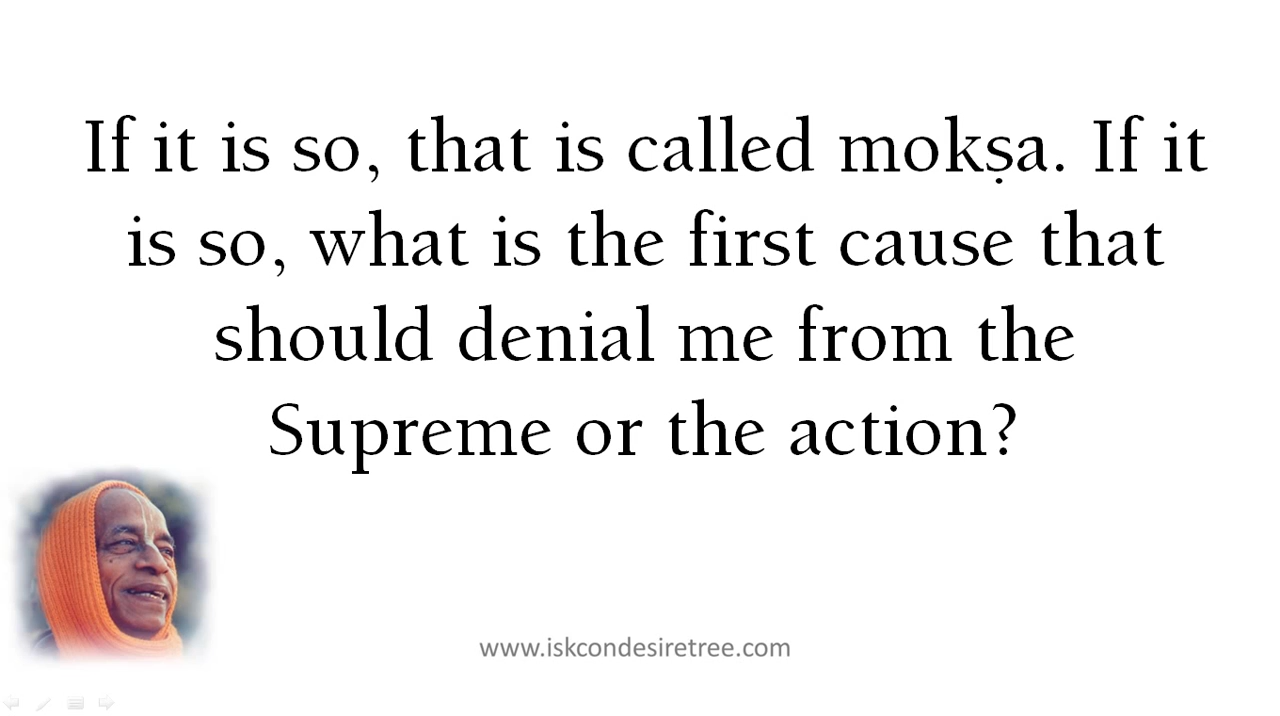 If it is so, that is called mokṣa. If it
is so, what is the first cause that
should denial me from the
Supreme or the action?
www.iskcondesiretree.com